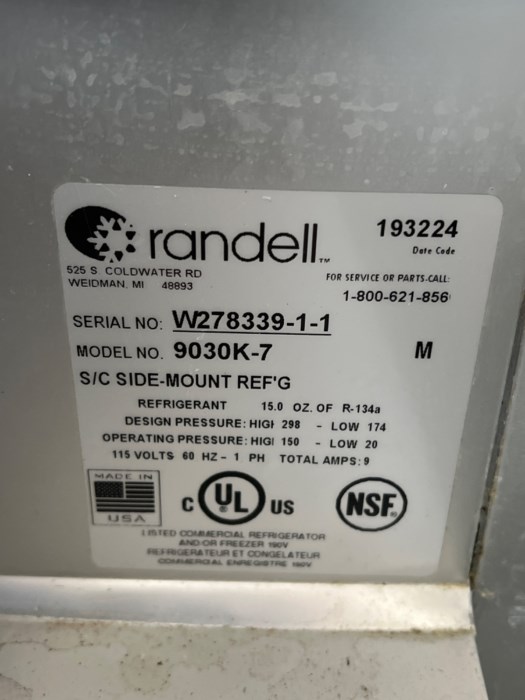 randell™
193224
Date Code
525 S. COLDWATER RD
WEIDMAN. MI 48893
FOR SERVICE OR PARTS-CALL:
1-800-621-856
SERIAL NO: W278339-1-1
MODEL NO. 9030K-7 M
S/C SIDE-MOUNT REF'G
REFRIGERANT 15.0 OZ. OF R-134a
DESIGN PRESSURE: HIGH 298 - LOW 174
OPERATING PRESSURE: HIGH 150 - LOW 20
115 VOLTS 60 HZ - 1 PH TOTAL AMPS: 9
MADE IN
USA
C UL US
NSF®
LISTED COMMERCIAL REFRIGERATOR
AND/OR FREEZER 190V
REFRIGERATEUR ET CONGELATEUR
COMMERCIAL ENREGISTRE 190V